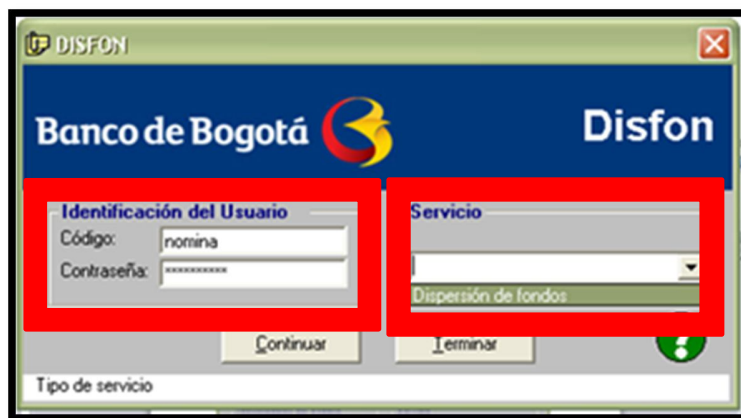 DISFON
Banco de Bogotá
Disfon
Identificación del Usuario
Código: nomina
Contraseña: **********
Servicio
Dispersión de fondos
Continuar
Terminar
?
Tipo de servicio